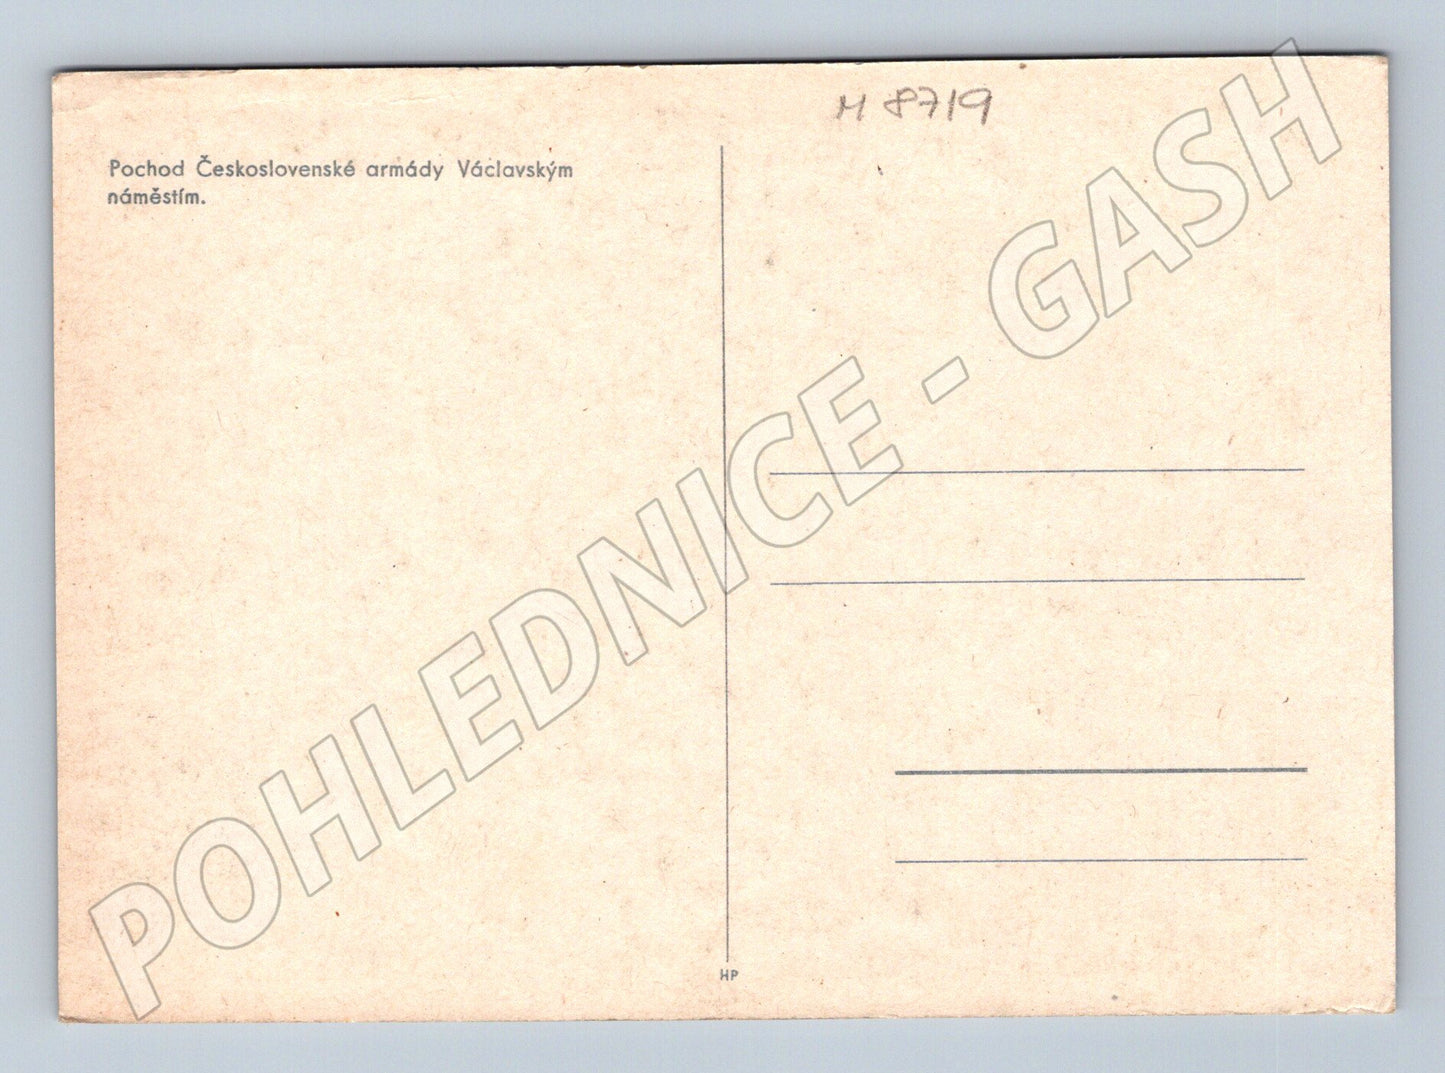 M 8719
Pochod Československé armády Václavským
náměstím.
POHLEDNICE - GASH
HP